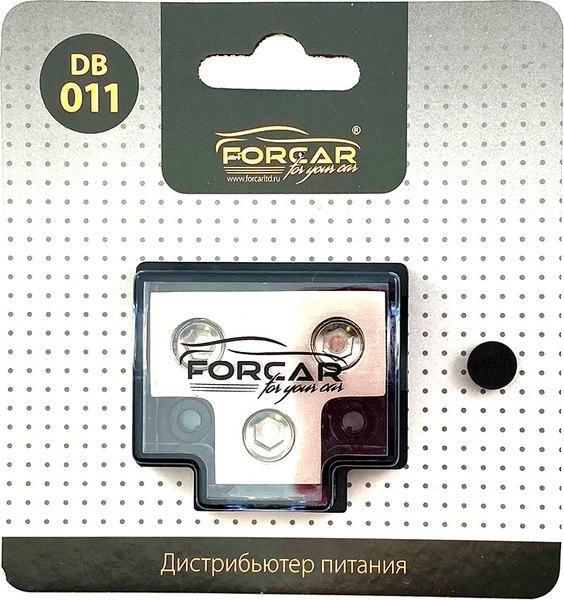 DB
011
FORCAR®
for your car
www.forcarltd.ru
FORCAR
for your car
Дистрибьютер питания